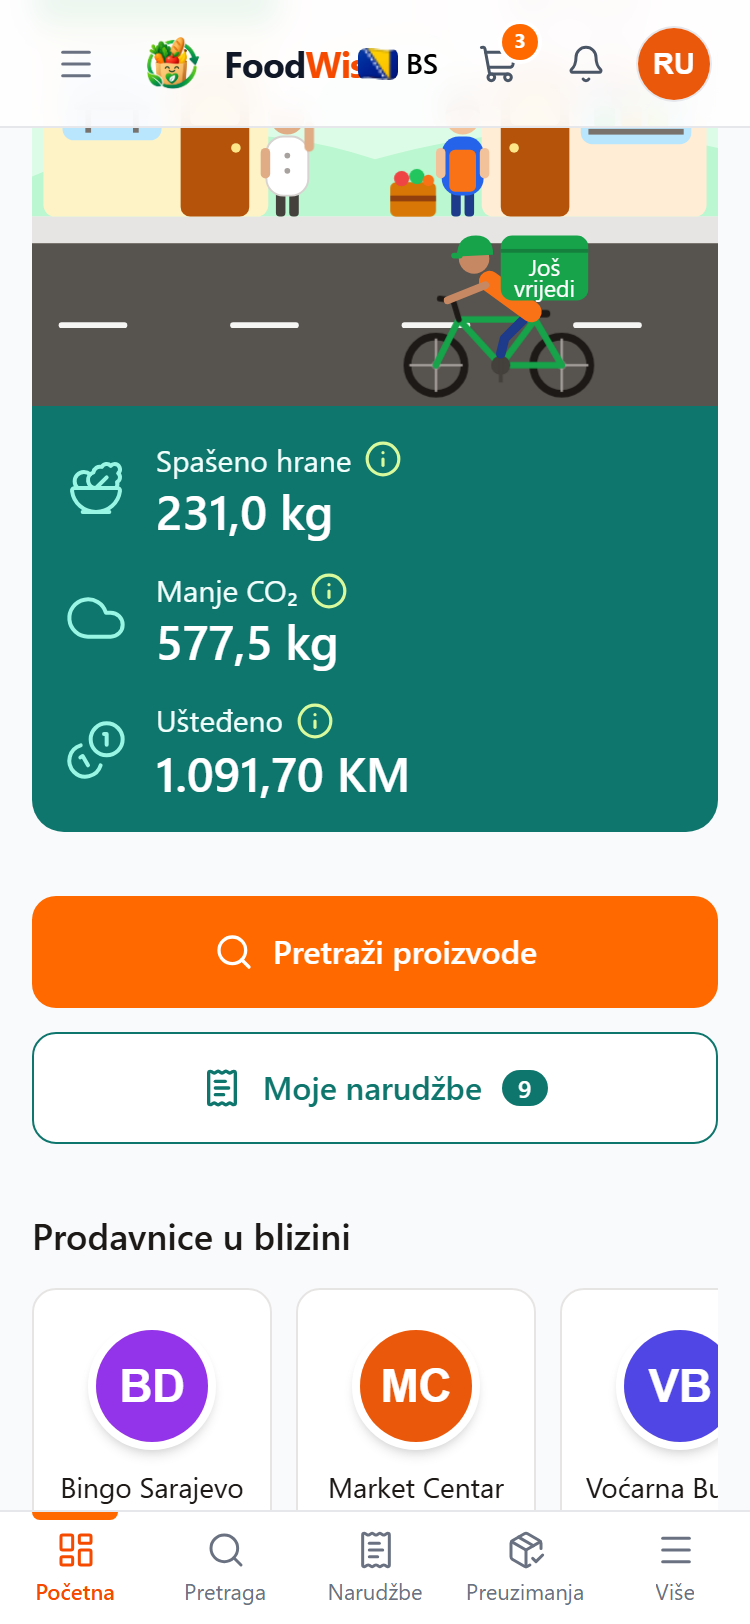 FoodWis
BS
3
RU
Još
vrijedi
Spašeno hrane
231,0 kg
Manje CO₂
577,5 kg
Ušteđeno
1.091,70 KM
Pretraži proizvode
Moje narudžbe 9
Prodavnice u blizini
BD
MC
VB
Bingo Sarajevo
Market Centar
Voćarna Bu
Početna
Pretraga
Narudžbe
Preuzimanja
Više